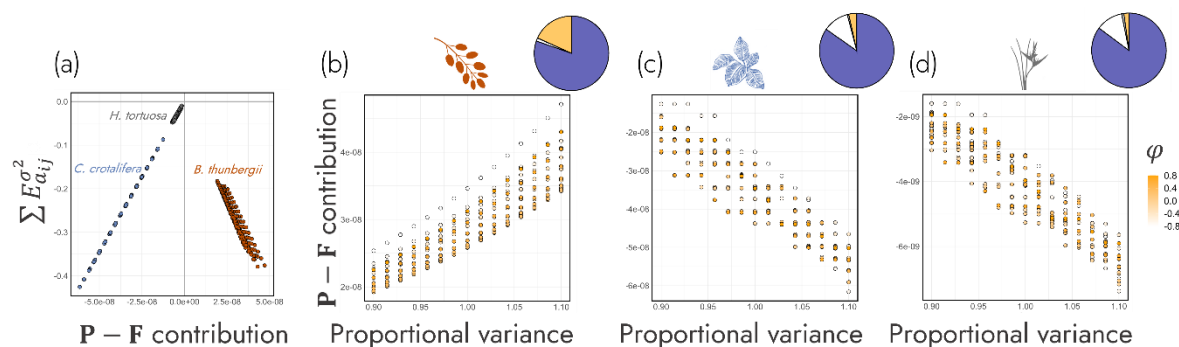 (a)
(b)
(c)
(d)
H. tortuosa
C. crotalifera
B. thunbergii
0.0
-0.1
-0.2
-0.3
-0.4
-5.0e-08 -2.5e-08 0.0e+00 2.5e-08 5.0e-08
∑ E^{σ²}_{a_{ij}}
P − F contribution
P − F contribution
4e-08
3e-08
2e-08
0.90 0.95 1.00 1.05 1.10
Proportional variance
-2e-08
-3e-08
-4e-08
-5e-08
-6e-08
0.90 0.95 1.00 1.05 1.10
Proportional variance
-2e-09
-4e-09
-6e-09
0.90 0.95 1.00 1.05 1.10
Proportional variance
φ
0.8
0.4
0.0
-0.4
-0.8